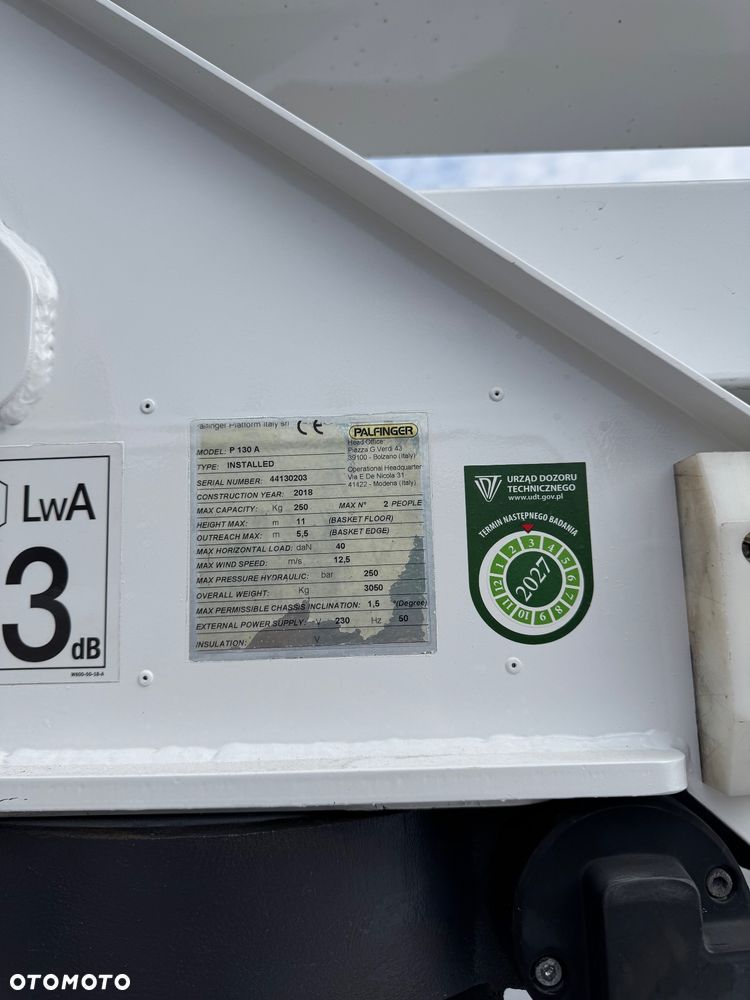 LwA
3
dB
W600-96-58-A
Platform Italy srl
CE
PALFINGER
Head Office:
Piazza G.Verdi 43
39100 - Bolzano (Italy)
Operational Headquarter
Via E.De Nicola 31
41422 - Modena (Italy)
MODEL: P 130 A
TYPE: INSTALLED
SERIAL NUMBER: 44130203
CONSTRUCTION YEAR: 2018
MAX CAPACITY: Kg 250 MAX N° 2 PEOPLE
HEIGHT MAX: m 11 (BASKET FLOOR)
OUTREACH MAX: m 5,5 (BASKET EDGE)
MAX HORIZONTAL LOAD: daN 40
MAX WIND SPEED: m/s 12,5
MAX PRESSURE HYDRAULIC: bar 250
OVERALL WEIGHT: Kg 3050
MAX PERMISSIBLE CHASSIS INCLINATION: 1,5 °(Degree)
EXTERNAL POWER SUPPLY: V 230 Hz 50
INSULATION: V
URZĄD DOZORU
TECHNICZNEGO
www.udt.gov.pl
TERMIN NASTĘPNEGO BADANIA
1 2 3 4 5 6 7 8 9 10 11 12
2027
OTOMOTO